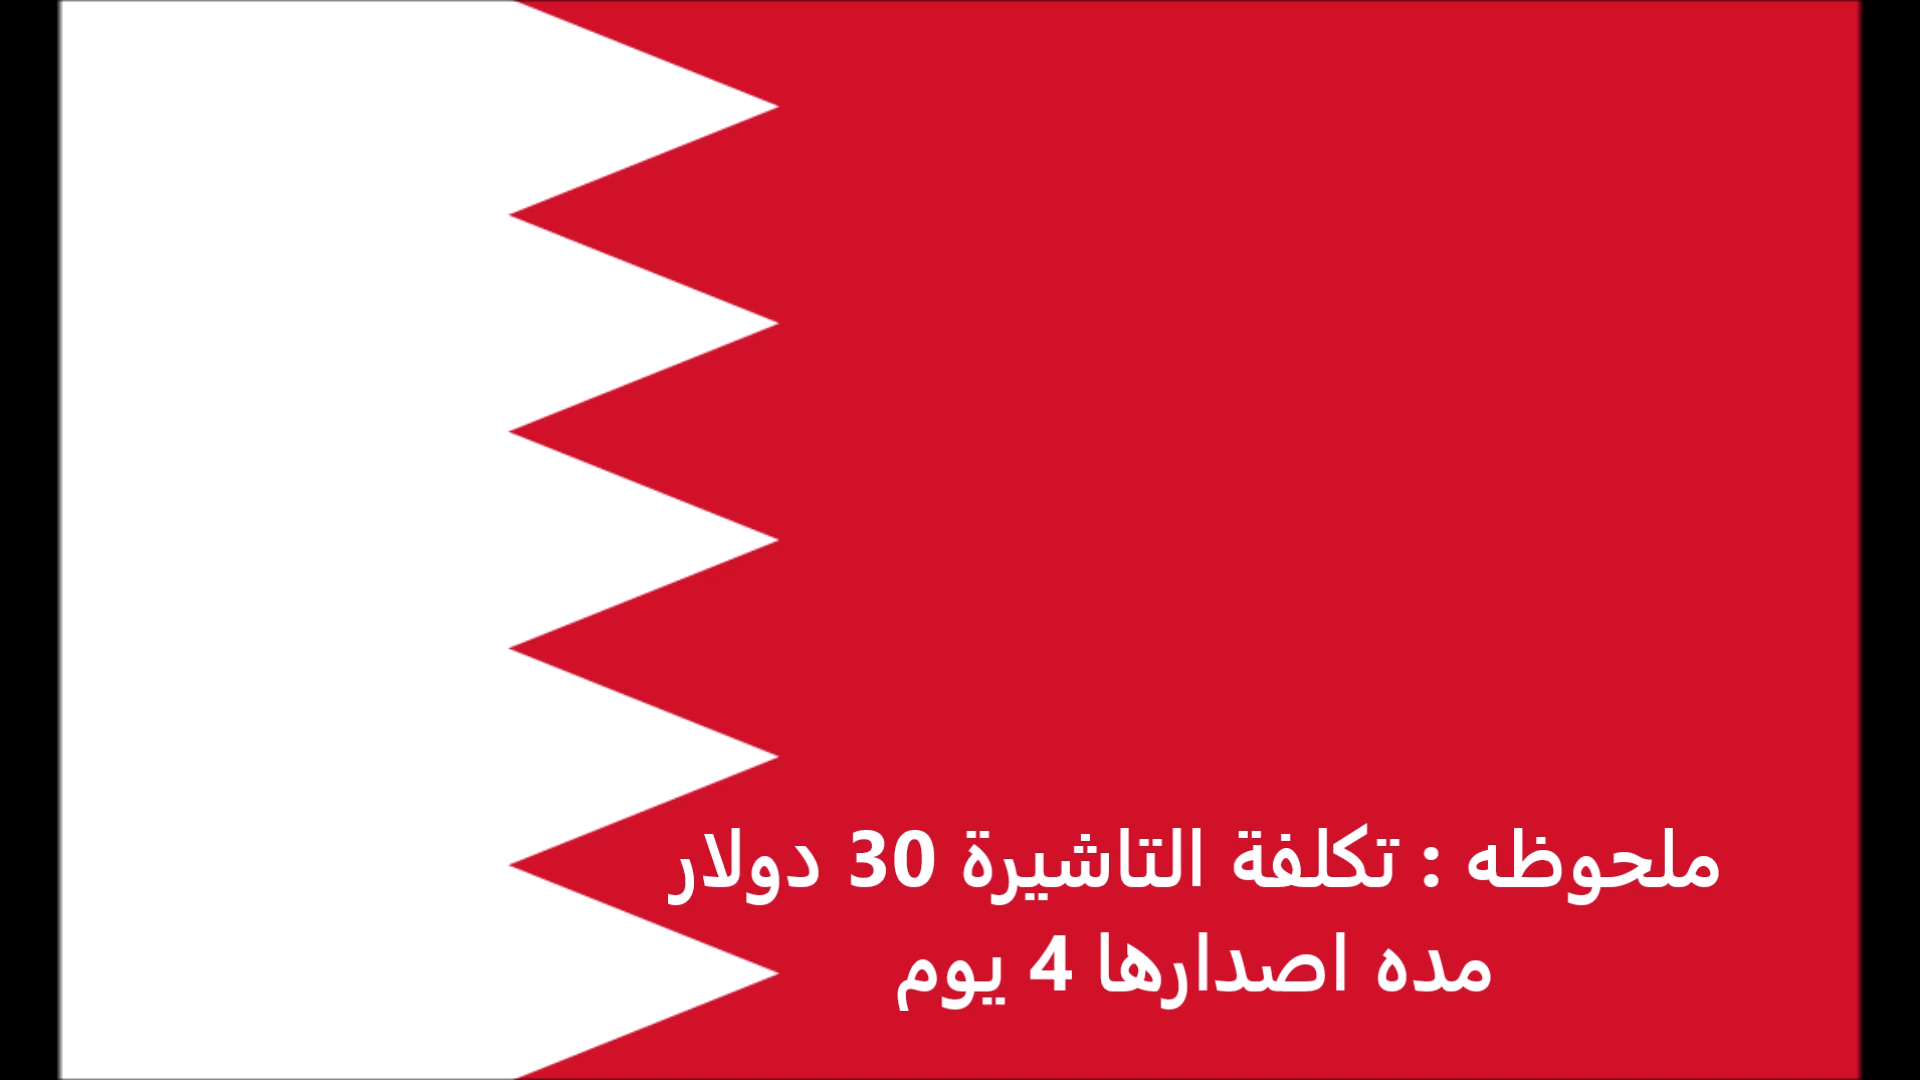 ملحوظه : تكلفة التاشيرة 30 دولار
مده اصدارها 4 يوم